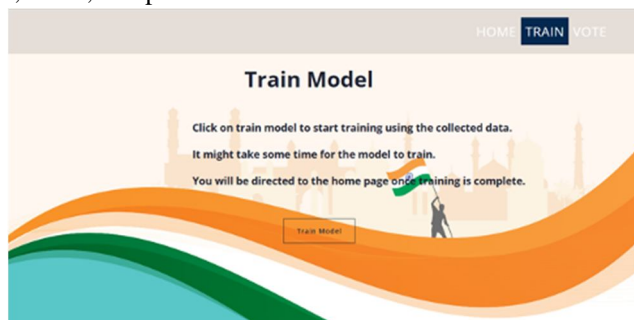 HOME TRAIN VOTE
Train Model
Click on train model to start training using the collected data.
It might take some time for the model to train.
You will be directed to the home page once training is complete.
Train Model